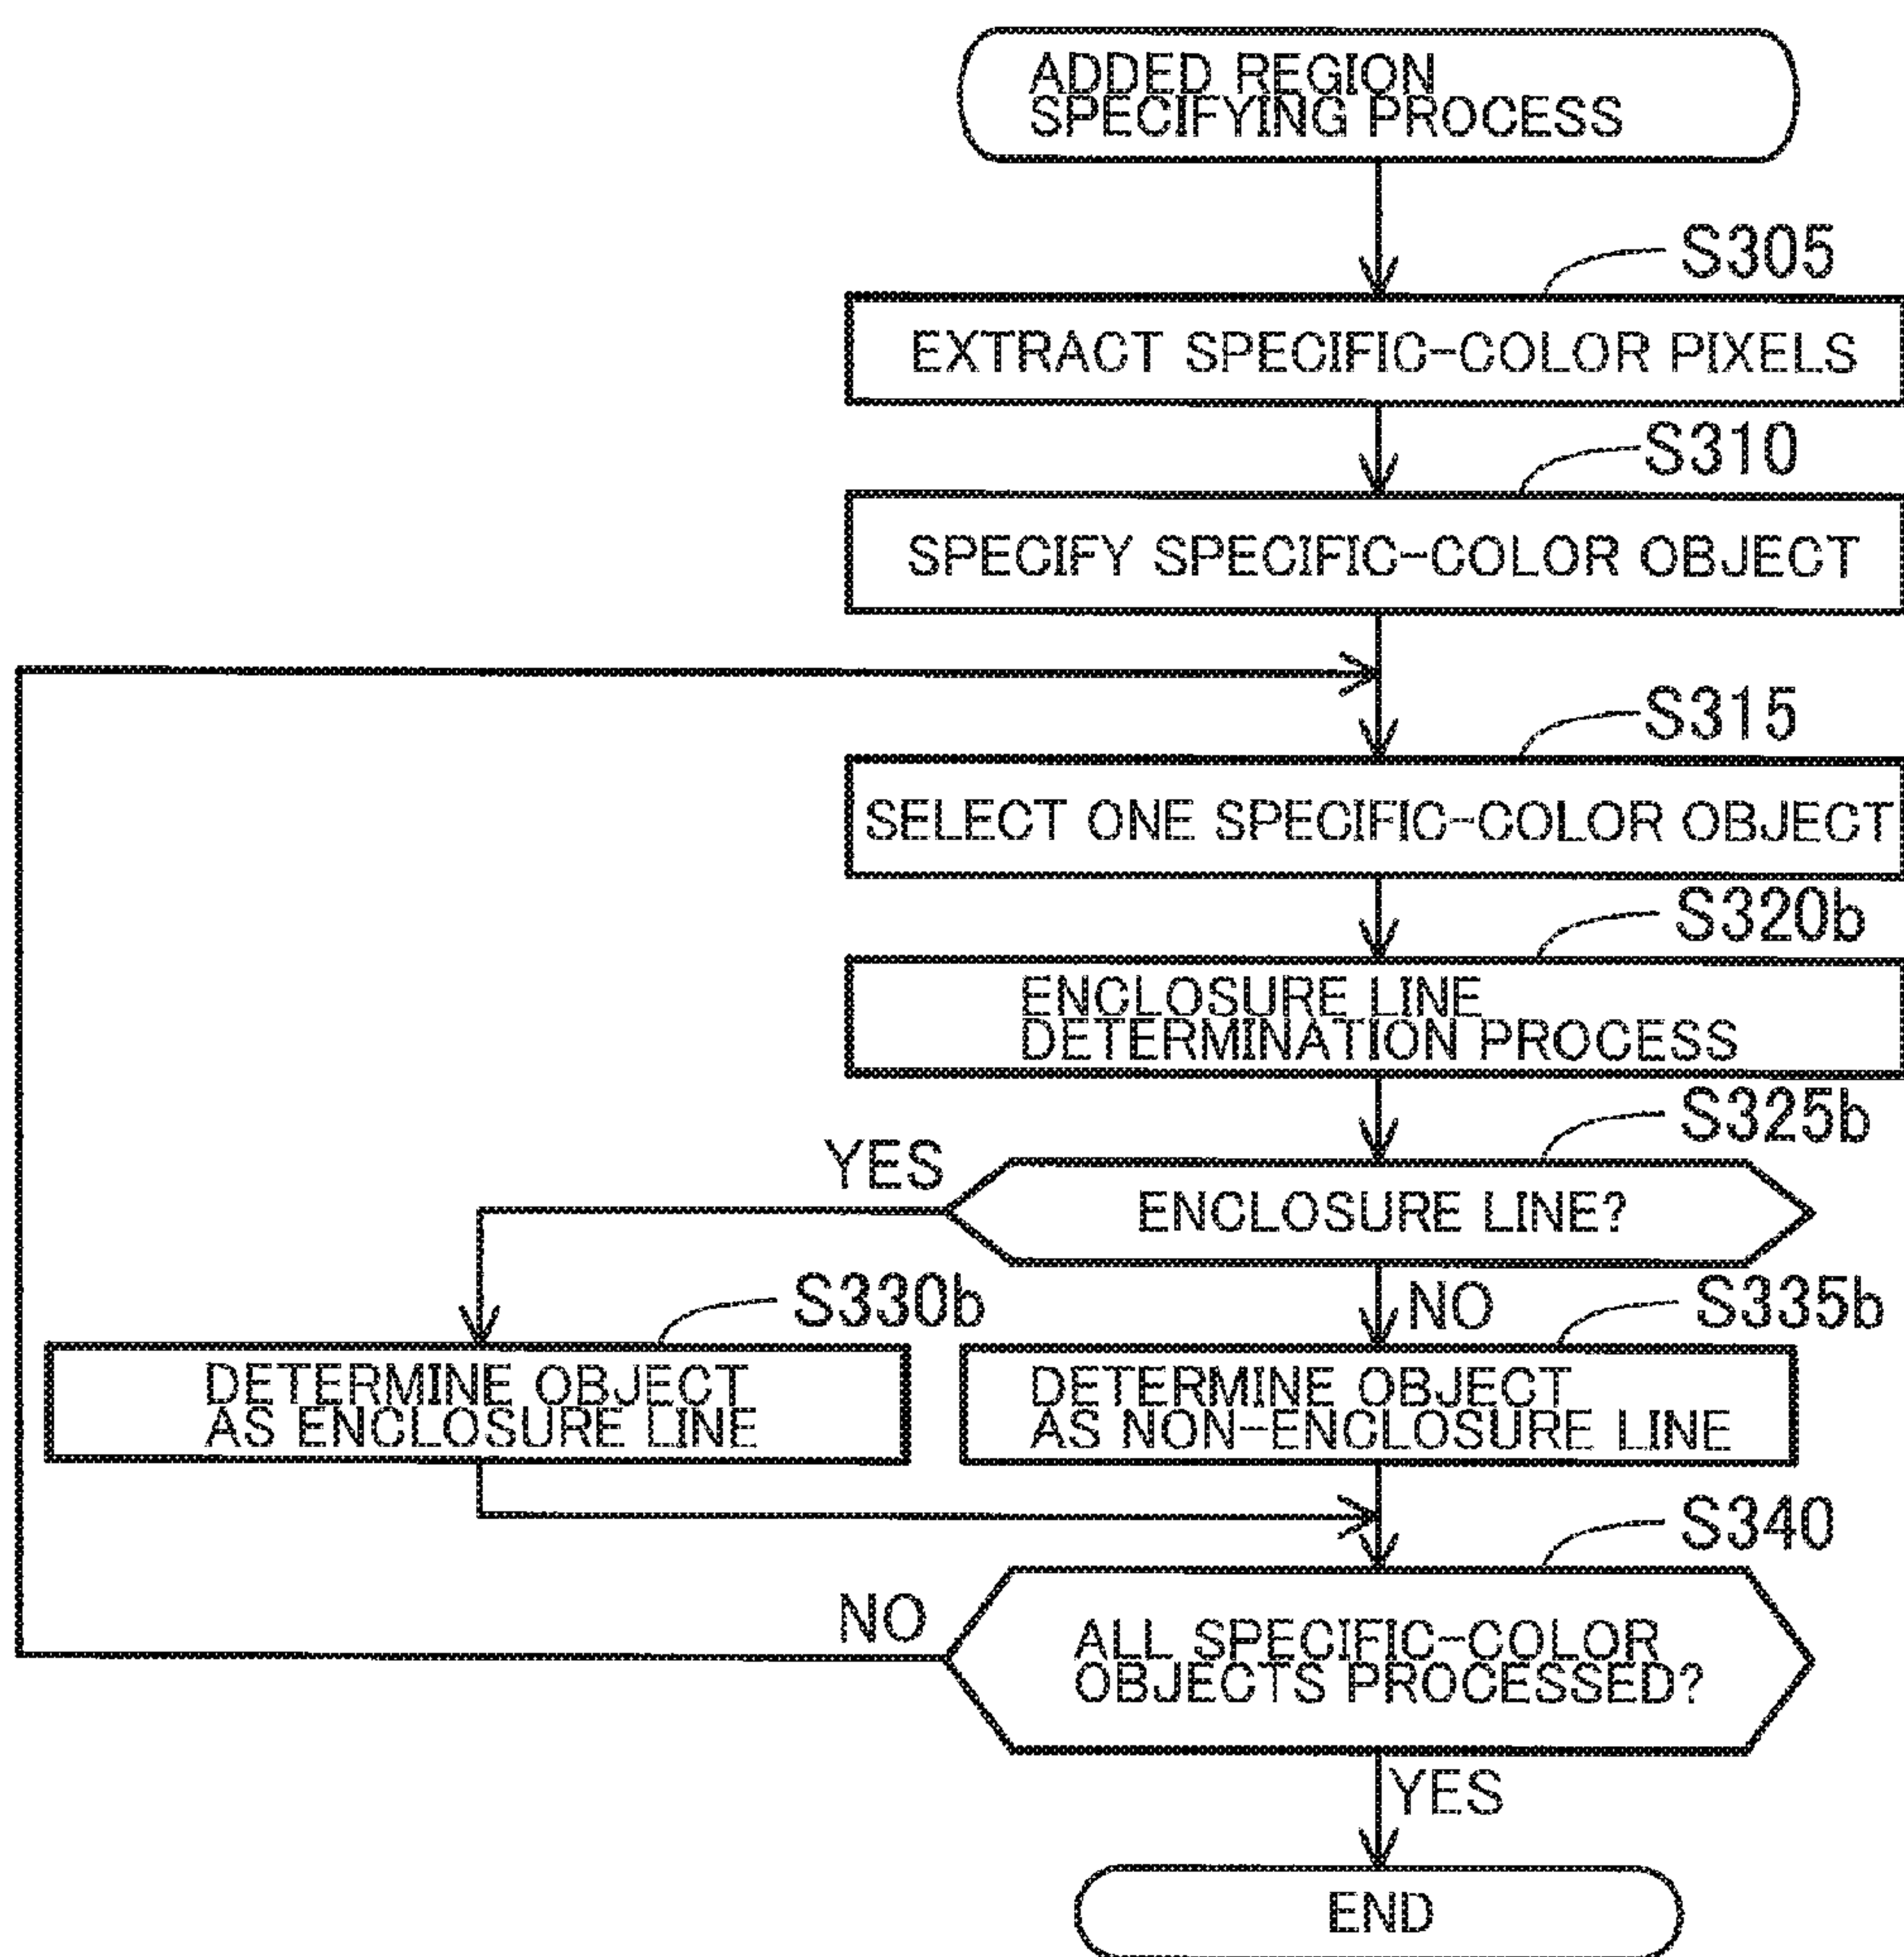 ADDED REGION
SPECIFYING PROCESS
S305
EXTRACT SPECIFIC-COLOR PIXELS
S310
SPECIFY SPECIFIC-COLOR OBJECT
S315
SELECT ONE SPECIFIC-COLOR OBJECT
S320b
ENCLOSURE LINE
DETERMINATION PROCESS
S325b
YES
ENCLOSURE LINE?
S330b
NO
S335b
DETERMINE OBJECT
AS ENCLOSURE LINE
DETERMINE OBJECT
AS NON-ENCLOSURE LINE
S340
NO
ALL SPECIFIC-COLOR
OBJECTS PROCESSED?
YES
END